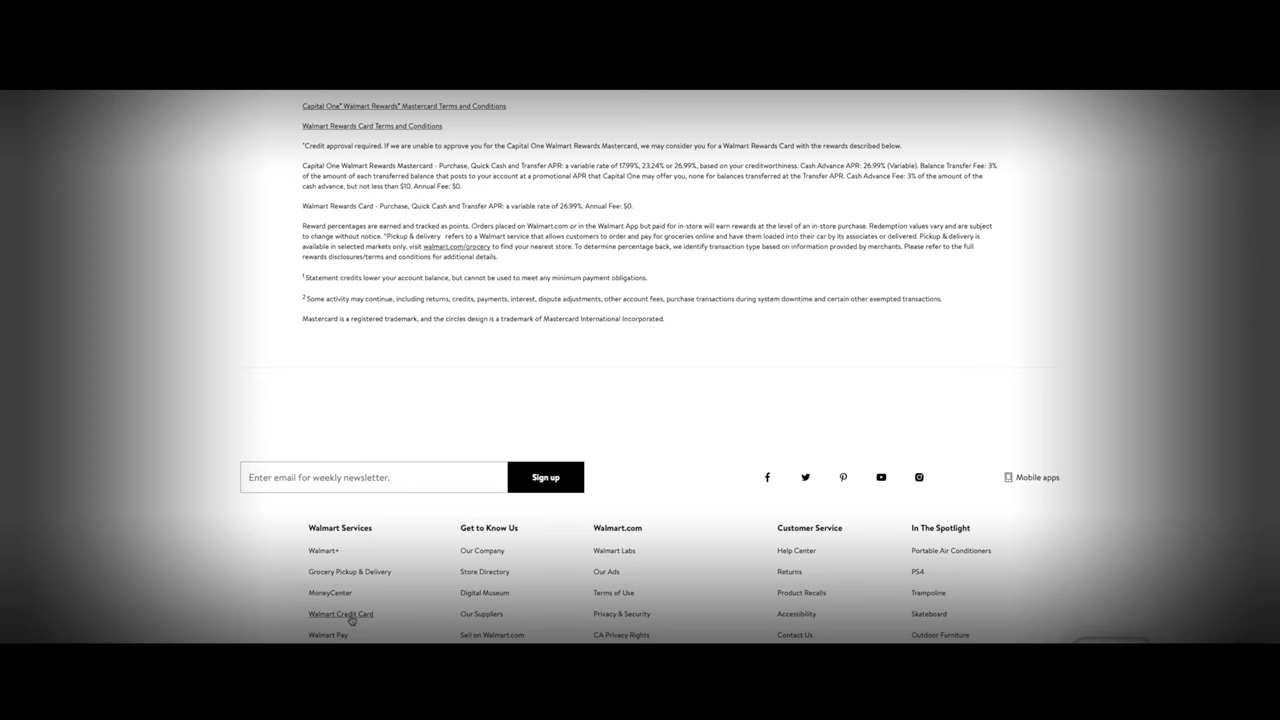 Capital One® Walmart Rewards® Mastercard Terms and Conditions
Walmart Rewards Card Terms and Conditions
*Credit approval required. If we are unable to approve you for the Capital One Walmart Rewards Mastercard, we may consider you for a Walmart Rewards Card with the rewards described below.
Capital One Walmart Rewards Mastercard - Purchase, Quick Cash and Transfer APR: a variable rate of 17.99%, 23.24% or 26.99%, based on your creditworthiness. Cash Advance APR: 26.99% (Variable). Balance Transfer Fee: 3%
of the amount of each transferred balance that posts to your account at a promotional APR that Capital One may offer you, none for balances transferred at the Transfer APR. Cash Advance Fee: 3% of the amount of the
cash advance, but not less than $10. Annual Fee: $0.
Walmart Rewards Card - Purchase, Quick Cash and Transfer APR: a variable rate of 26.99%. Annual Fee: $0.
Reward percentages are earned and tracked as points. Orders placed on Walmart.com or in the Walmart App but paid for in-store will earn rewards at the level of an in-store purchase. Redemption values vary and are subject
to change without notice. *Pickup & delivery refers to a Walmart service that allows customers to order and pay for groceries online and have them loaded into their car by its associates or delivered. Pickup & delivery is
available in selected markets only, visit walmart.com/grocery to find your nearest store. To determine percentage back, we identify transaction type based on information provided by merchants. Please refer to the full
rewards disclosures/terms and conditions for additional details.
1 Statement credits lower your account balance, but cannot be used to meet any minimum payment obligations.
2 Some activity may continue, including returns, credits, payments, interest, dispute adjustments, other account fees, purchase transactions during system downtime and certain other exempted transactions.
Mastercard is a registered trademark, and the circles design is a trademark of Mastercard International Incorporated.
Enter email for weekly newsletter. Sign up Mobile apps
Walmart Services Get to Know Us Walmart.com Customer Service In The Spotlight
Walmart+ Our Company Walmart Labs Help Center Portable Air Conditioners
Grocery Pickup & Delivery Store Directory Our Ads Returns PS4
MoneyCenter Digital Museum Terms of Use Product Recalls Trampoline
Walmart Credit Card Our Suppliers Privacy & Security Accessibility Skateboard
Walmart Pay Sell on Walmart.com CA Privacy Rights Contact Us Outdoor Furniture